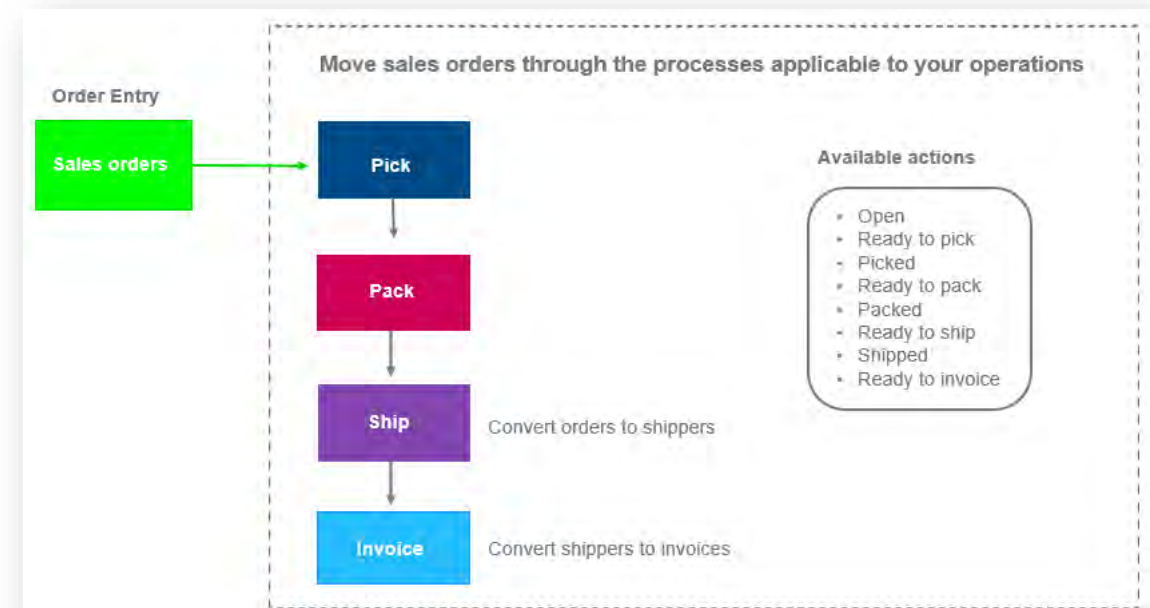 Move sales orders through the processes applicable to your operations
Order Entry
Sales orders
Pick
Pack
Ship
Convert orders to shippers
Invoice
Convert shippers to invoices
Available actions
• Open
• Ready to pick
• Picked
• Ready to pack
• Packed
• Ready to ship
• Shipped
• Ready to invoice